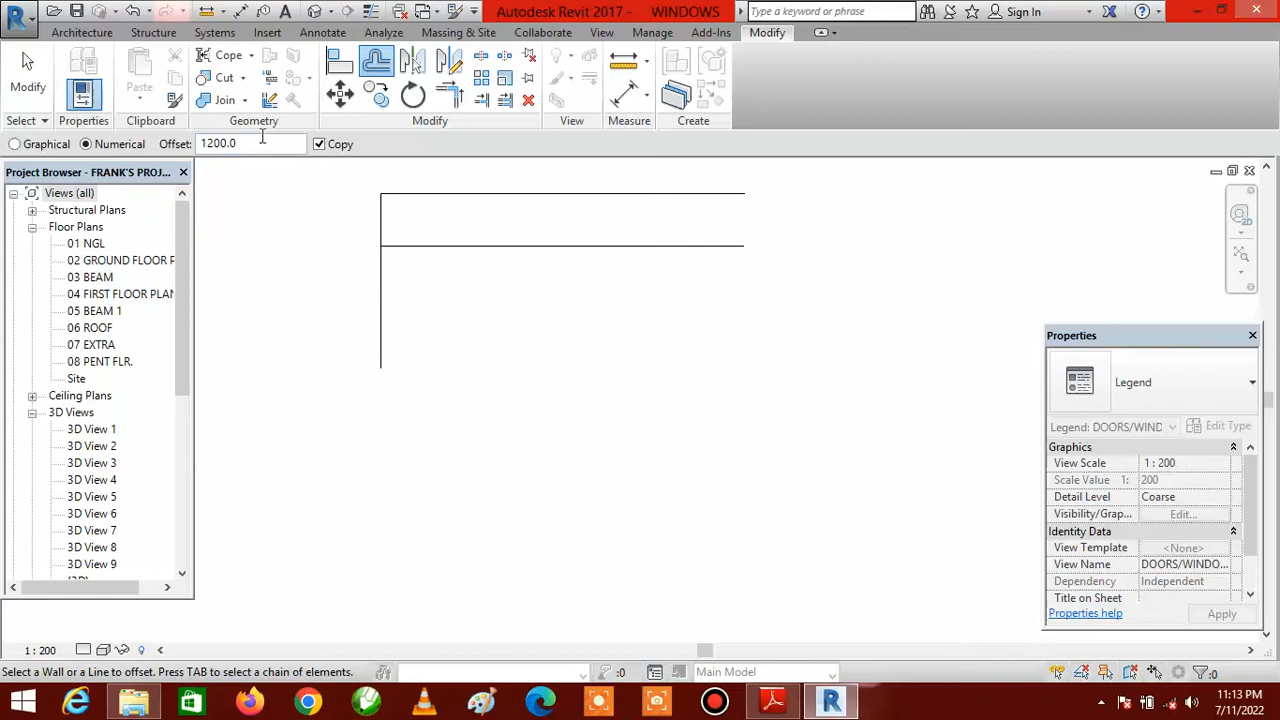 Autodesk Revit 2017 - WINDOWS
Type a keyword or phrase
Sign In
Architecture Structure Systems Insert Annotate Analyze Massing & Site Collaborate View Manage Add-Ins Modify
Modify Paste Cope Cut Join
Select Properties Clipboard Geometry Modify View Measure Create
Graphical Numerical Offset: 1200.0 Copy
Project Browser - FRANK'S PROJ...
Views (all)
Structural Plans
Floor Plans
01 NGL
02 GROUND FLOOR P
03 BEAM
04 FIRST FLOOR PLAN
05 BEAM 1
06 ROOF
07 EXTRA
08 PENT FLR.
Site
Ceiling Plans
3D Views
3D View 1
3D View 2
3D View 3
3D View 4
3D View 5
3D View 6
3D View 7
3D View 8
3D View 9
2D
Properties
Legend
Legend: DOORS/WIND Edit Type
Graphics
View Scale 1 : 200
Scale Value 1: 200
Detail Level Coarse
Visibility/Grap... Edit...
Identity Data
View Template <None>
View Name DOORS/WINDO...
Dependency Independent
Title on Sheet
Properties help Apply
1 : 200
Select a Wall or a Line to offset. Press TAB to select a chain of elements. :0 Main Model :0
11:13 PM
7/11/2022